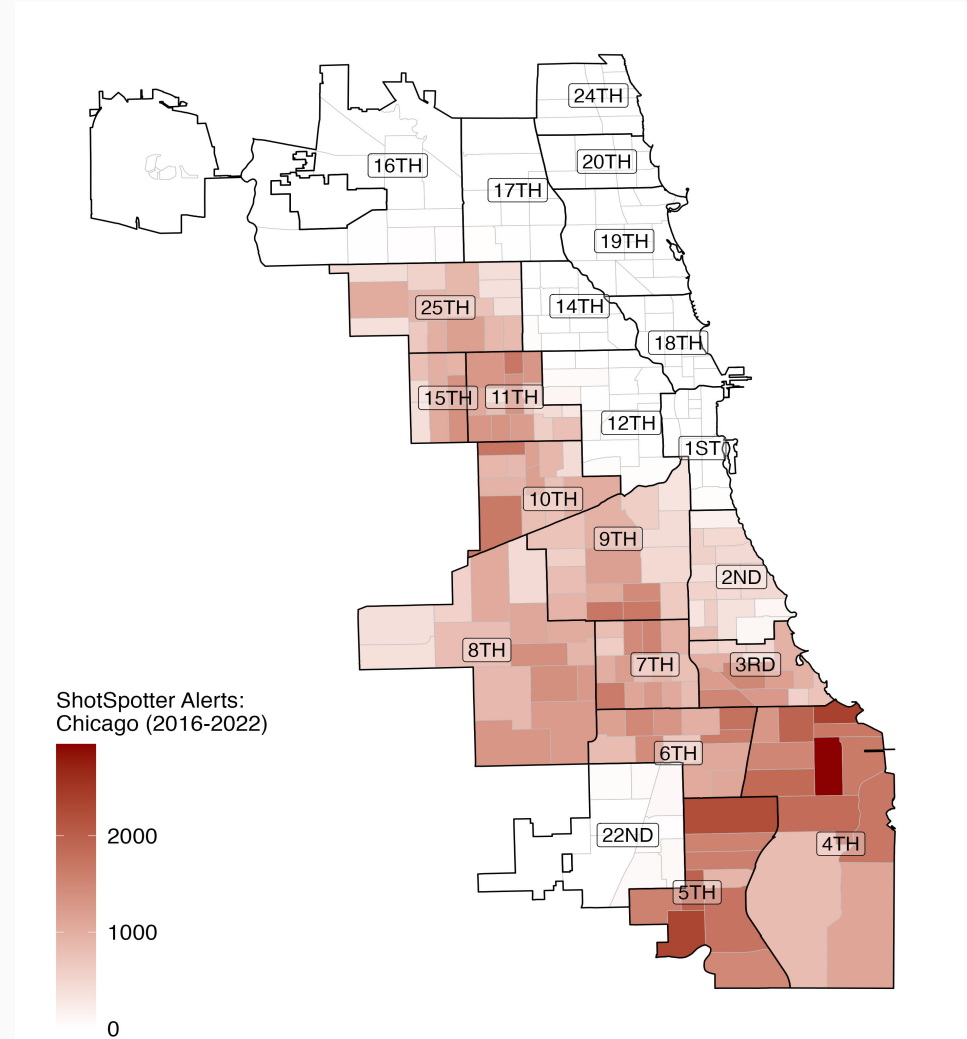 24TH
20TH
16TH
17TH
19TH
25TH
14TH
18TH
15TH
11TH
12TH
1ST
10TH
9TH
2ND
8TH
7TH
3RD
ShotSpotter Alerts:
Chicago (2016-2022)
6TH
2000
22ND
4TH
5TH
1000
0